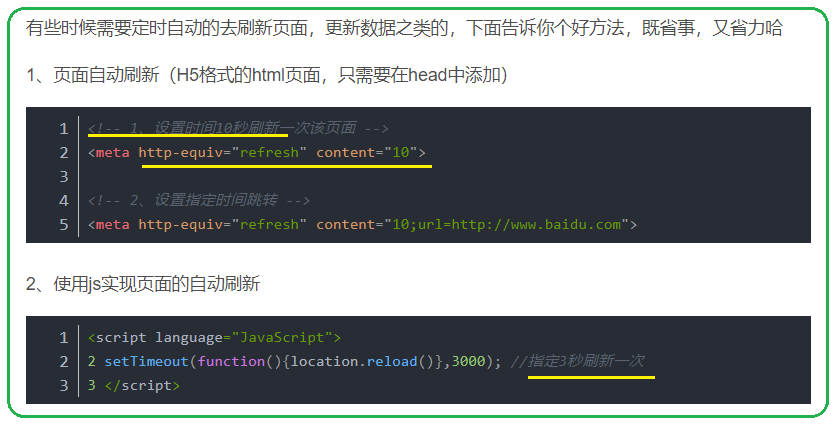 有些时候需要定时自动的去刷新页面，更新数据之类的，下面告诉你个好方法，既省事，又省力哈
1、页面自动刷新（H5格式的html页面，只需要在head中添加）
1 <!-- 1、设置时间10秒刷新一次该页面 -->
2 <meta http-equiv="refresh" content="10">
3
4 <!-- 2、设置指定时间跳转 -->
5 <meta http-equiv="refresh" content="10;url=http://www.baidu.com">
2、使用js实现页面的自动刷新
1 <script language="JavaScript">
2 2 setTimeout(function(){location.reload()},3000); //指定3秒刷新一次
3 3 </script>